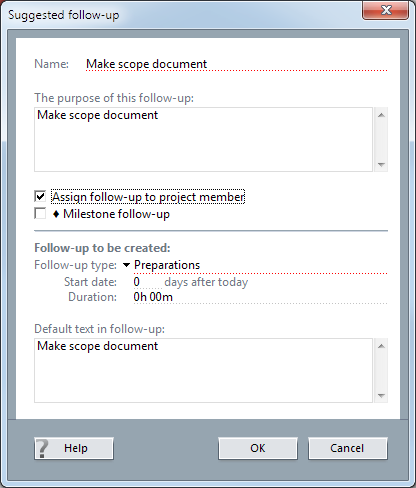 Suggested follow-up
Name: Make scope document
The purpose of this follow-up:
Make scope document
Assign follow-up to project member
♦ Milestone follow-up
Follow-up to be created:
Follow-up type: Preparations
Start date: 0 days after today
Duration: 0h 00m
Default text in follow-up:
Make scope document
? Help OK Cancel